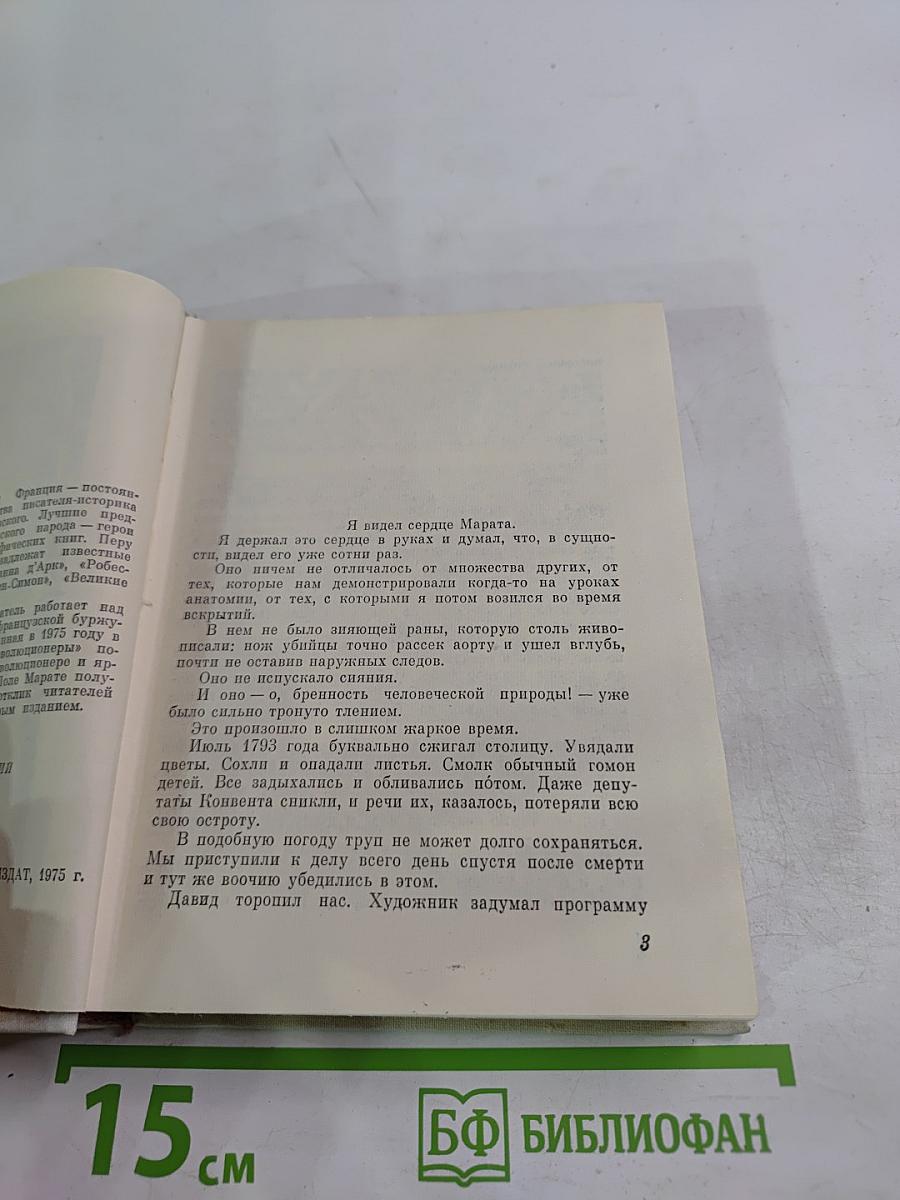 Франция — постоян-
писателя-историка
Лучшие пред-
народа — герои
книг. Перу
известные
д'Арк», «Робес-
«Великие
работает над
буржу-
в 1975 году в
по-
и яр-
Марате полу-
читателей
изданием.
1975 г.
Я видел сердце Марата.
Я держал это сердце в руках и думал, что, в сущно-
сти, видел его уже сотни раз.
Оно ничем не отличалось от множества других, от
тех, которые нам демонстрировали когда-то на уроках
анатомии, от тех, с которыми я потом возился во время
вскрытий.
В нем не было зияющей раны, которую столь живо-
писали: нож убийцы точно рассек аорту и ушел вглубь,
почти не оставив наружных следов.
Оно не испускало сияния.
И оно — о, бренность человеческой природы! — уже
было сильно тронуто тлением.
Это произошло в слишком жаркое время.
Июль 1793 года буквально сжигал столицу. Увядали
цветы. Сохли и опадали листья. Смолк обычный гомон
детей. Все задыхались и обливались по́том. Даже депу-
таты Конвента сникли, и речи их, казалось, потеряли всю
свою остроту.
В подобную погоду труп не может долго сохраняться.
Мы приступили к делу всего день спустя после смерти
и тут же воочию убедились в этом.
Давид торопил нас. Художник задумал программу
3
15 см
БФ БИБЛИОФАН